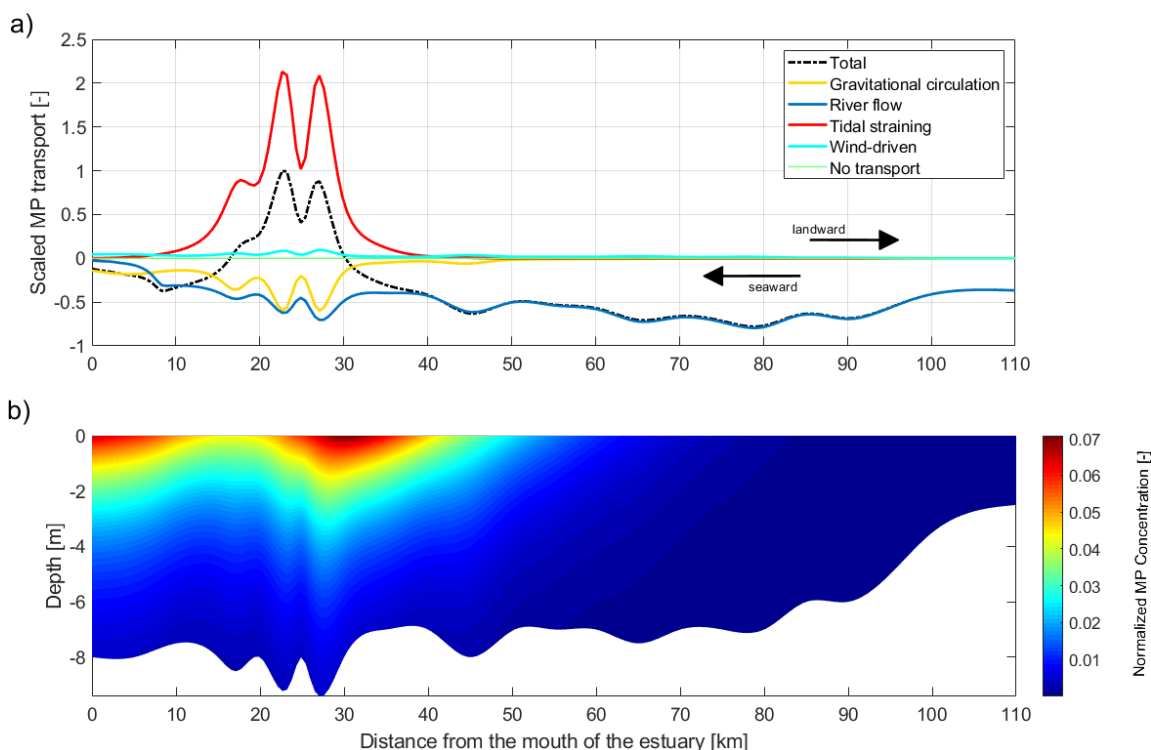 a)
2.5
2
1.5
1
0.5
0
-0.5
-1
Scaled MP transport [-]
Total
Gravitational circulation
River flow
Tidal straining
Wind-driven
No transport
landward
seaward
0 10 20 30 40 50 60 70 80 90 100 110
b)
0
-2
-4
-6
-8
Depth [m]
0 10 20 30 40 50 60 70 80 90 100 110
Distance from the mouth of the estuary [km]
0.07
0.06
0.05
0.04
0.03
0.02
0.01
Normalized MP Concentration [-]